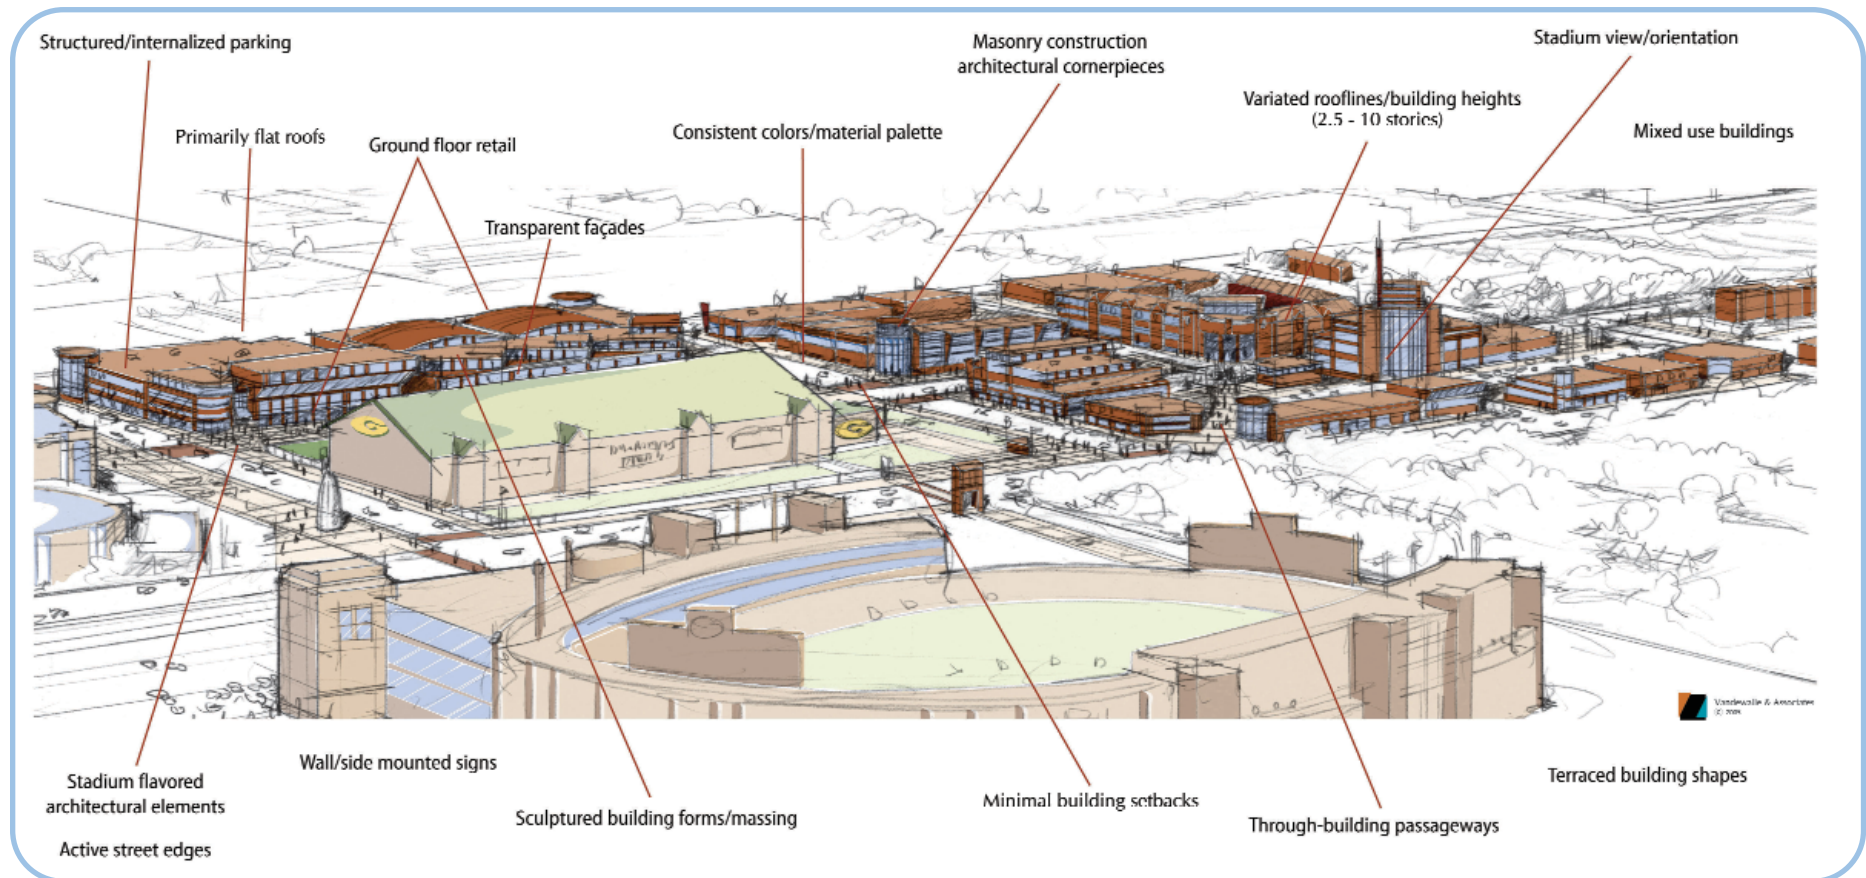 Structured/internalized parking
Primarily flat roofs
Ground floor retail
Transparent façades
Consistent colors/material palette
Masonry construction
architectural cornerpieces
Variated rooflines/building heights
(2.5 - 10 stories)
Stadium view/orientation
Mixed use buildings
G
G
Vandewalle & Associates
Stadium flavored
architectural elements
Active street edges
Wall/side mounted signs
Sculptured building forms/massing
Minimal building setbacks
Through-building passageways
Terraced building shapes